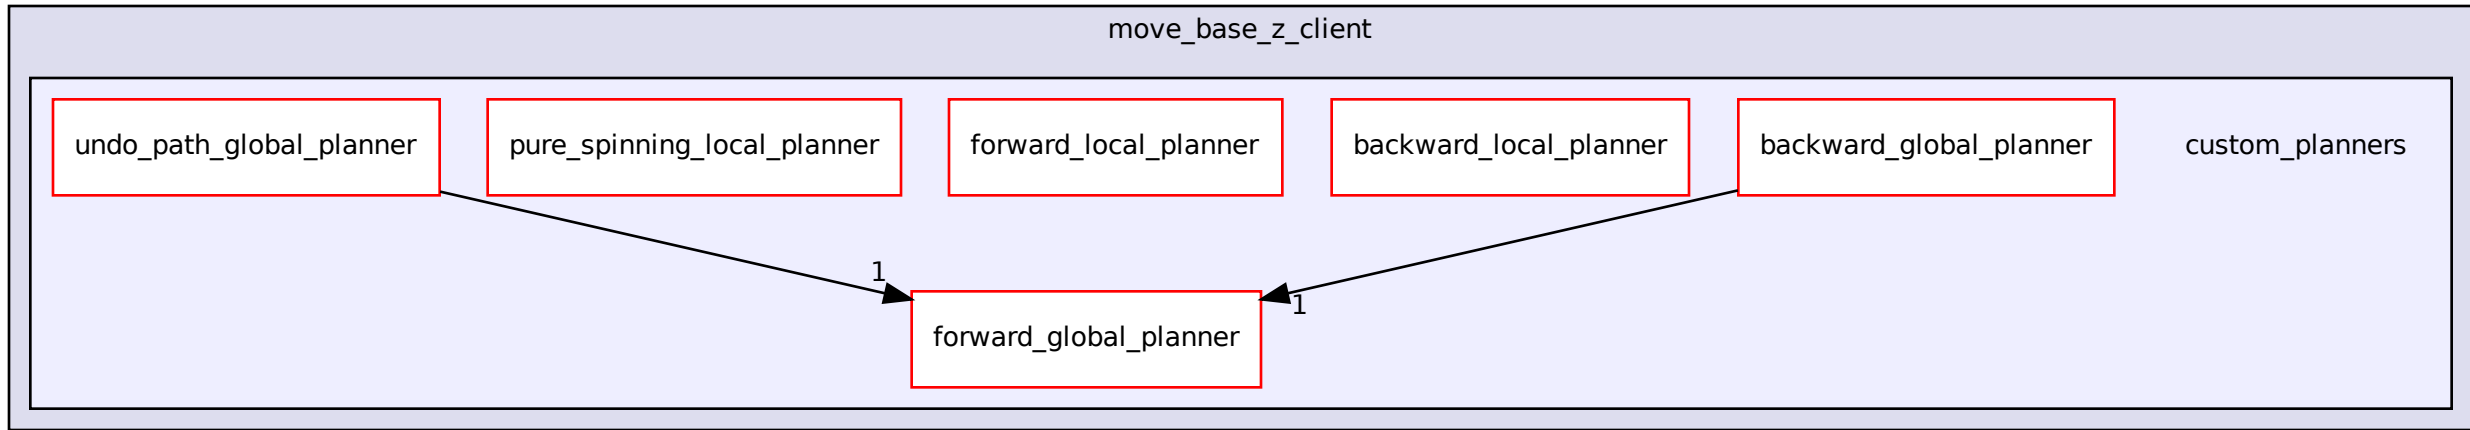 move_base_z_client
undo_path_global_planner
pure_spinning_local_planner
forward_local_planner
backward_local_planner
backward_global_planner
custom_planners
1
1
forward_global_planner